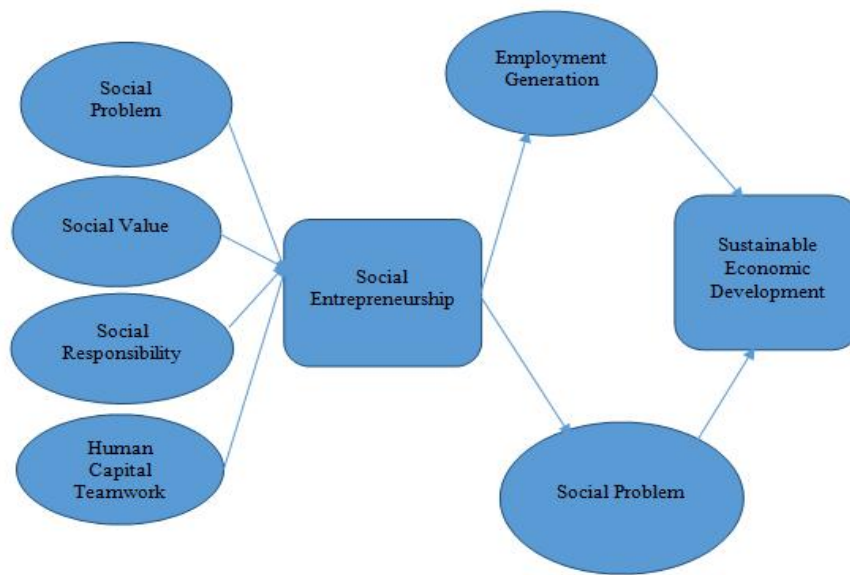 Social
Problem
Social Value
Social
Responsibility
Human
Capital
Teamwork
Social
Entrepreneurship
Employment
Generation
Social Problem
Sustainable
Economic
Development